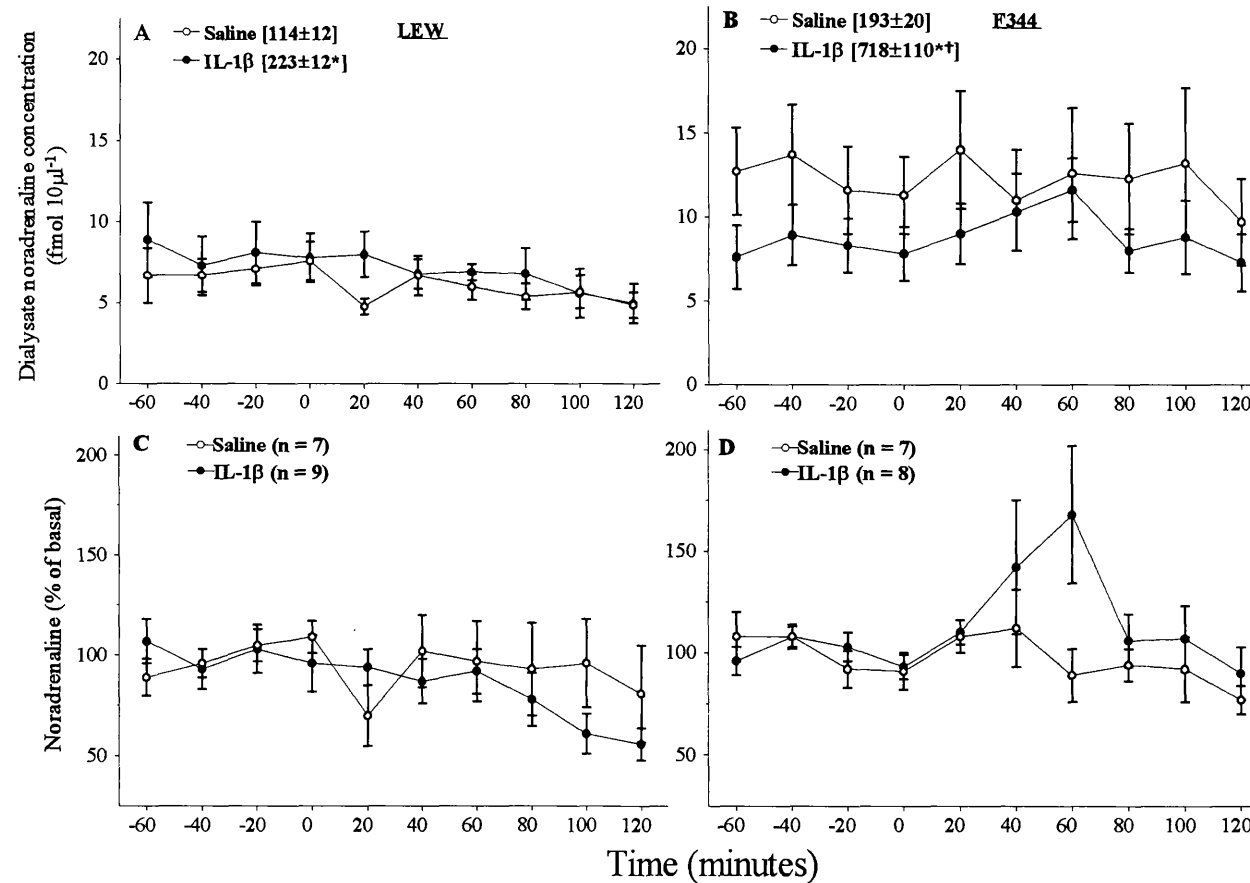 A
Saline [114±12]
LEW
IL-1β [223±12*]
20
15
10
5
0
-60 -40 -20 0 20 40 60 80 100 120
B
Saline [193±20]
F344
IL-1β [718±110*†]
20
15
10
5
0
-60 -40 -20 0 20 40 60 80 100 120
Dialysate noradrenaline concentration
(fmol 10µl⁻¹)
C
Saline (n = 7)
IL-1β (n = 9)
200
150
100
50
-60 -40 -20 0 20 40 60 80 100 120
D
Saline (n = 7)
IL-1β (n = 8)
200
150
100
50
-60 -40 -20 0 20 40 60 80 100 120
Noradrenaline (% of basal)
Time (minutes)